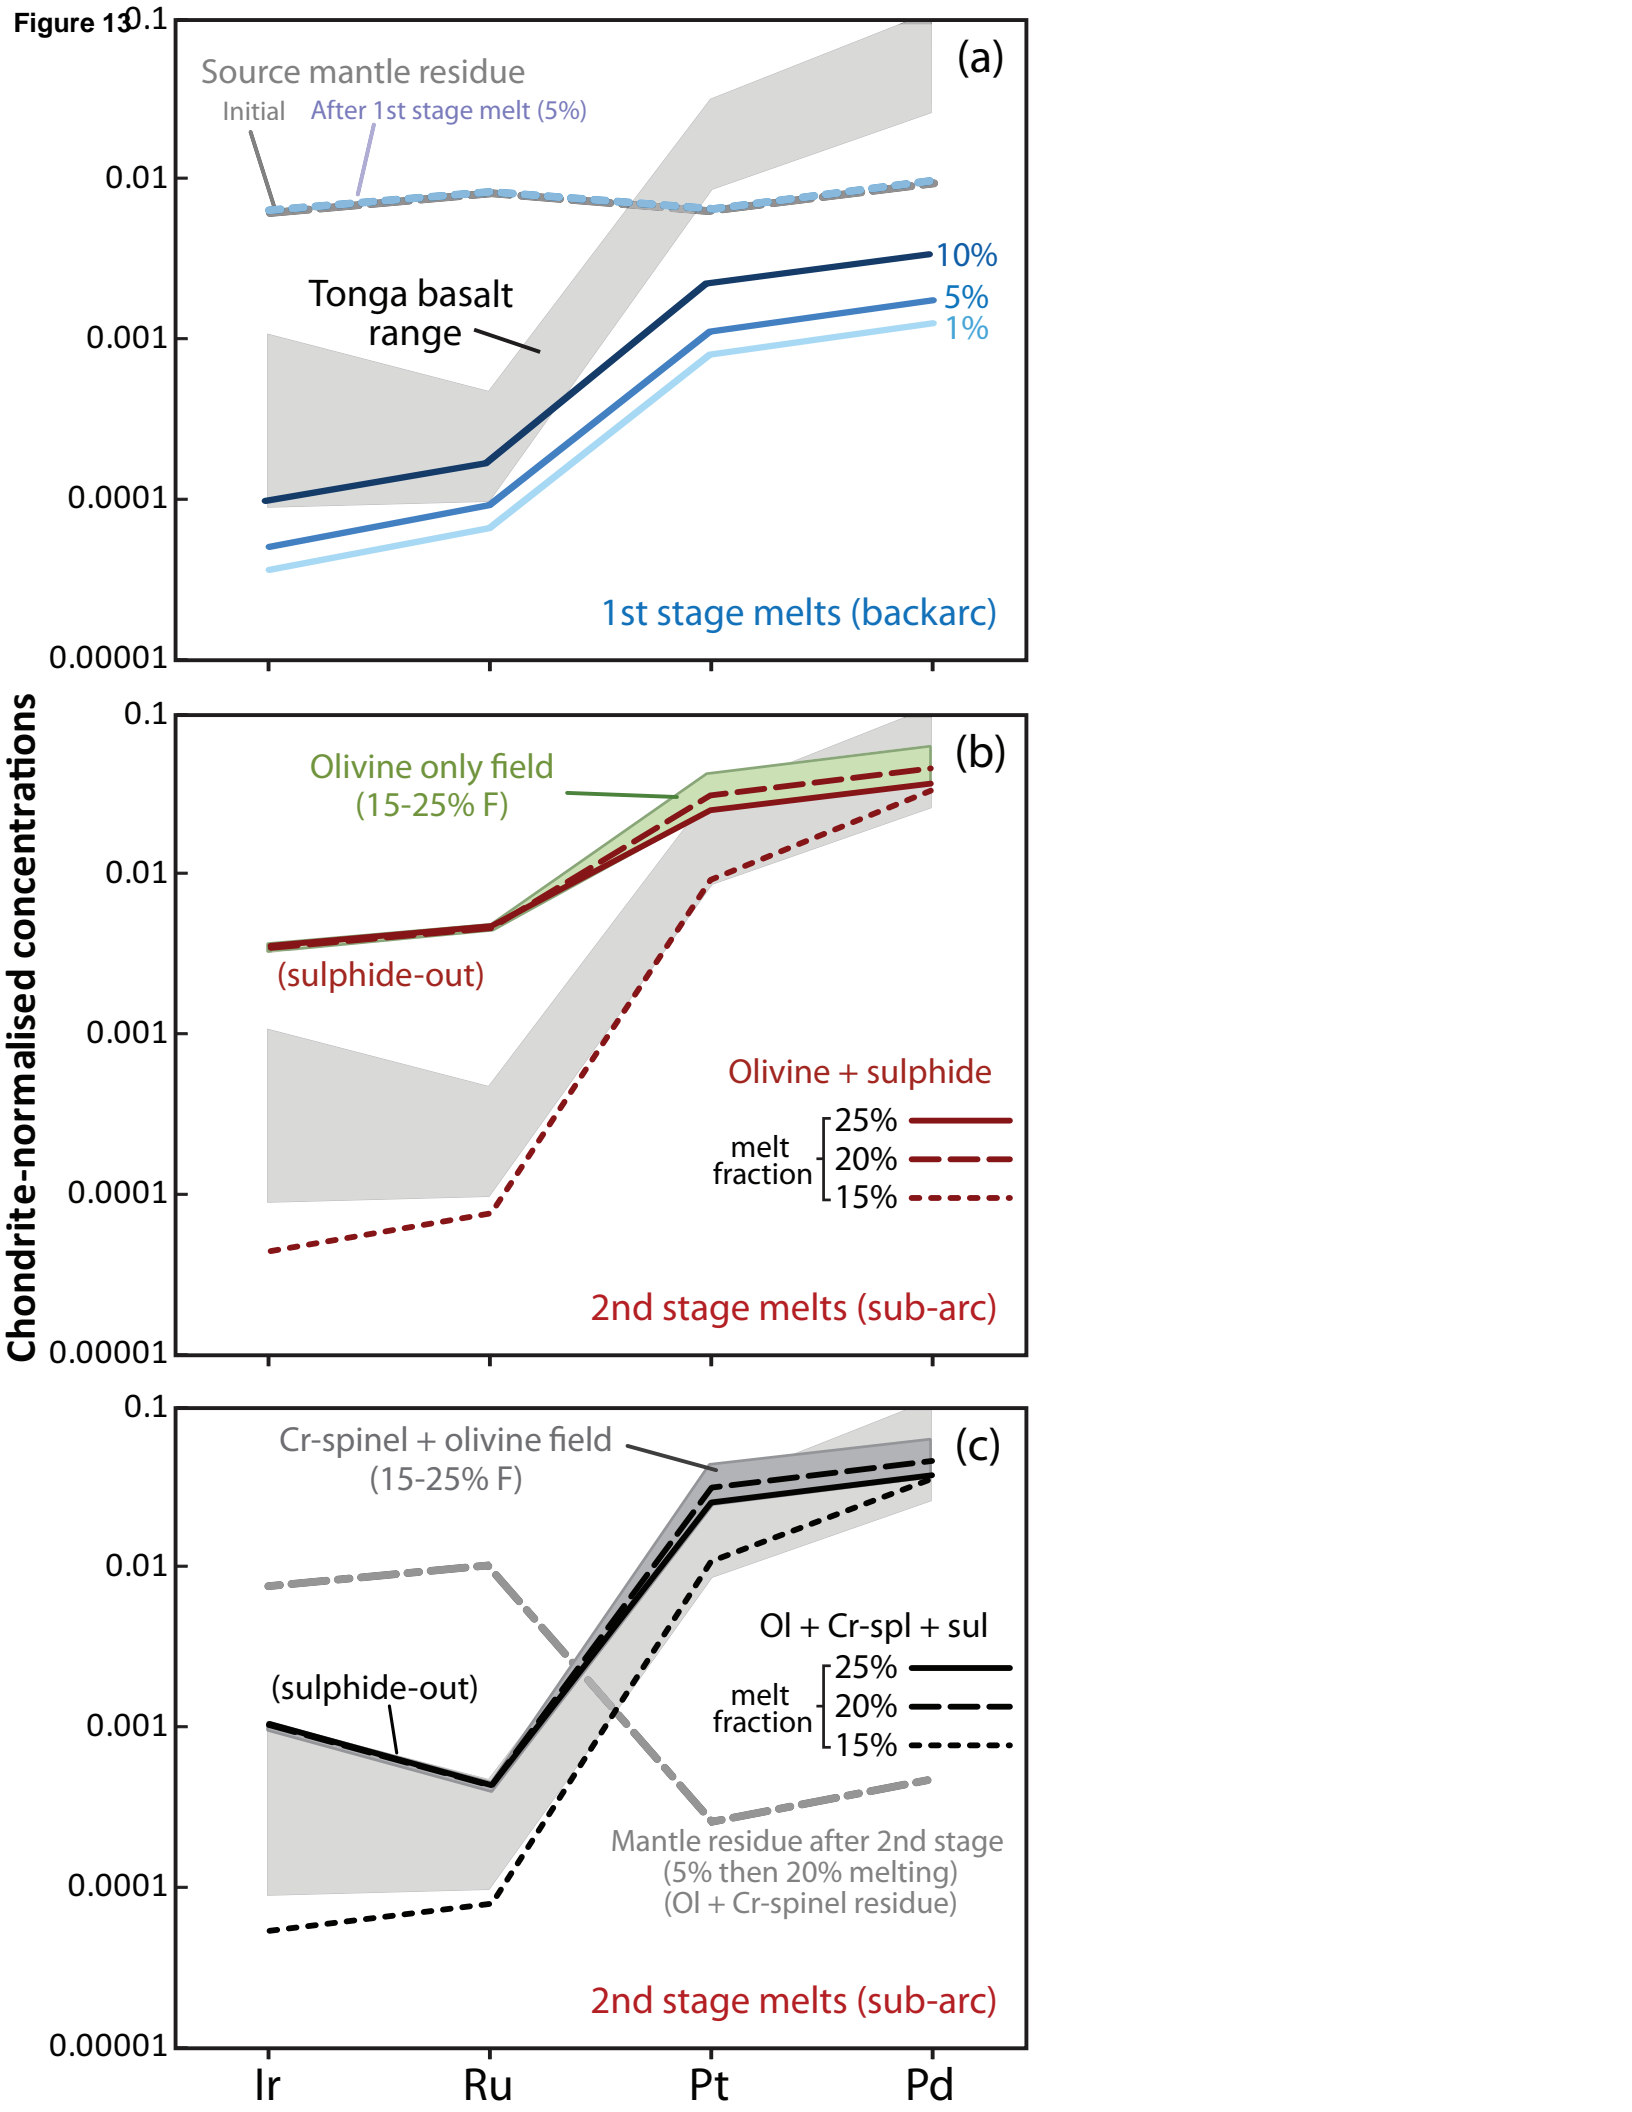 Figure 13
0.1
(a)
Source mantle residue
Initial
After 1st stage melt (5%)
0.01
10%
Tonga basalt
range
5%
1%
0.001
0.0001
1st stage melts (backarc)
0.00001
Chondrite-normalised concentrations
0.1
(b)
Olivine only field
(15-25% F)
0.01
(sulphide-out)
0.001
Olivine + sulphide
melt
fraction
25%
20%
15%
0.0001
2nd stage melts (sub-arc)
0.00001
0.1
(c)
Cr-spinel + olivine field
(15-25% F)
0.01
Ol + Cr-spl + sul
melt
fraction
25%
20%
15%
(sulphide-out)
0.001
Mantle residue after 2nd stage
(5% then 20% melting)
(Ol + Cr-spinel residue)
0.0001
2nd stage melts (sub-arc)
0.00001
Ir Ru Pt Pd